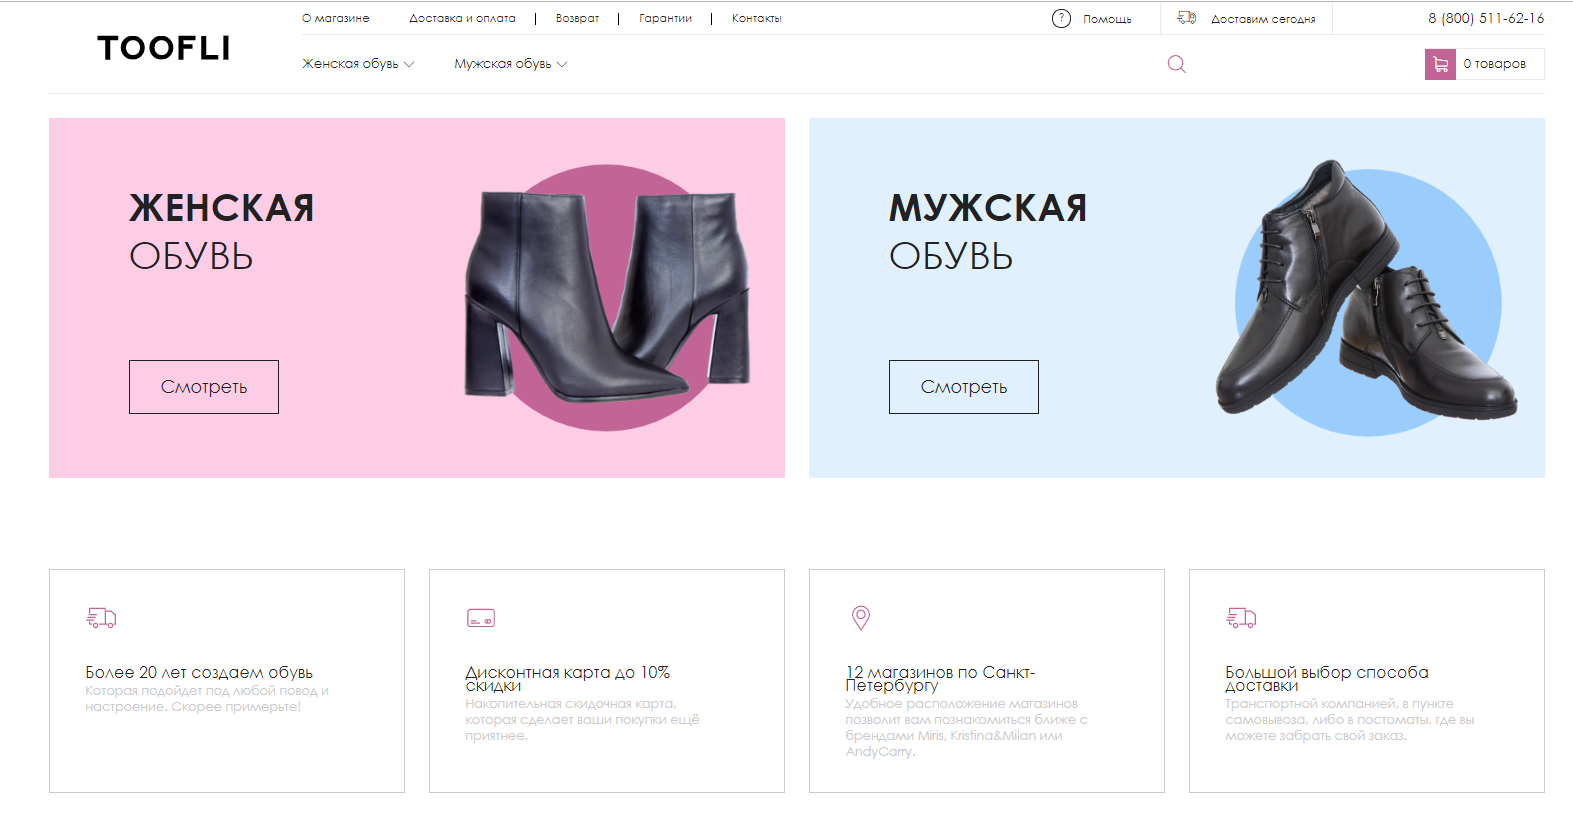 О магазине
Доставка и оплата
Возврат
Гарантии
Контакты
? Помощь
Доставим сегодня
8 (800) 511-62-16
TOOFLI
Женская обувь
Мужская обувь
0 товаров
ЖЕНСКАЯ
ОБУВЬ
Смотреть
МУЖСКАЯ
ОБУВЬ
Смотреть
Более 20 лет создаем обувь
Которая подойдет под любой повод и
настроение. Скорее примерьте!
Дисконтная карта до 10%
скидки
Накопительная скидочная карта,
которая сделает ваши покупки ещё
приятнее.
12 магазинов по Санкт-
Петербургу
Удобное расположение магазинов
позволит вам познакомиться ближе с
брендами Miris, Kristina&Milan или
AndyCarry.
Большой выбор способа
доставки
Транспортной компанией, в пункте
самовывоза, либо в постоматы, где вы
можете забрать свой заказ.